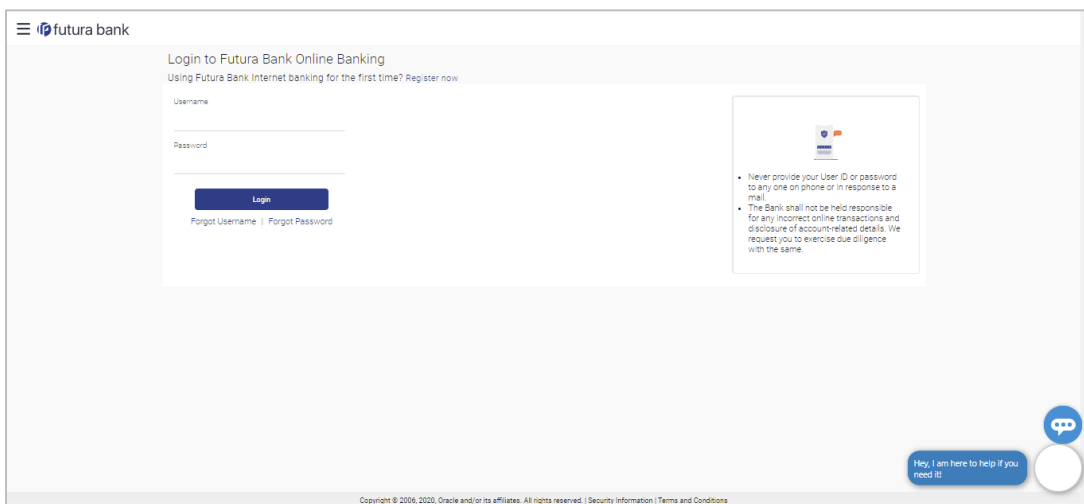 futura bank
Login to Futura Bank Online Banking
Using Futura Bank Internet banking for the first time? Register now
Username
Password
Login
Forgot Username | Forgot Password
• Never provide your User ID or password
to any one on phone or in response to a
mail.
• The Bank shall not be held responsible
for any incorrect online transactions and
disclosure of account-related details. We
request you to exercise due diligence
with the same.
Hey, I am here to help if you
need it!
Copyright © 2006, 2020, Oracle and/or its affiliates. All rights reserved. | Security Information | Terms and Conditions